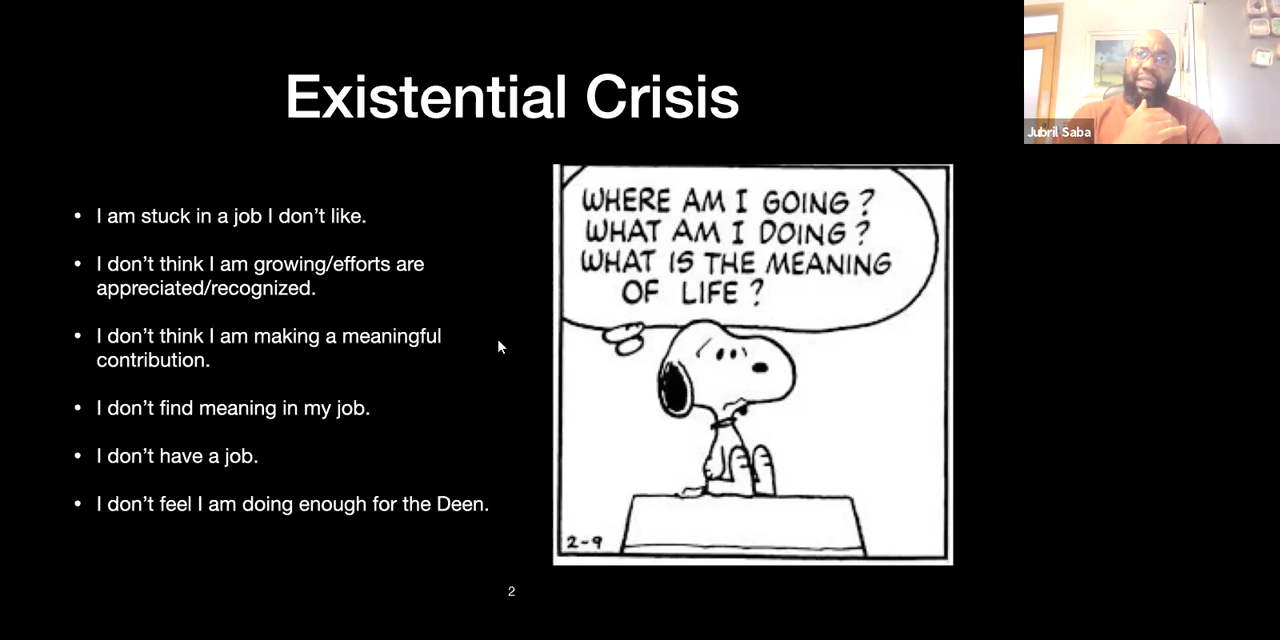 Existential Crisis
Jubril Saba
• I am stuck in a job I don’t like.
• I don’t think I am growing/efforts are
appreciated/recognized.
• I don’t think I am making a meaningful
contribution.
• I don’t find meaning in my job.
• I don’t have a job.
• I don’t feel I am doing enough for the Deen.
WHERE AM I GOING?
WHAT AM I DOING?
WHAT IS THE MEANING
OF LIFE?
2-9
2